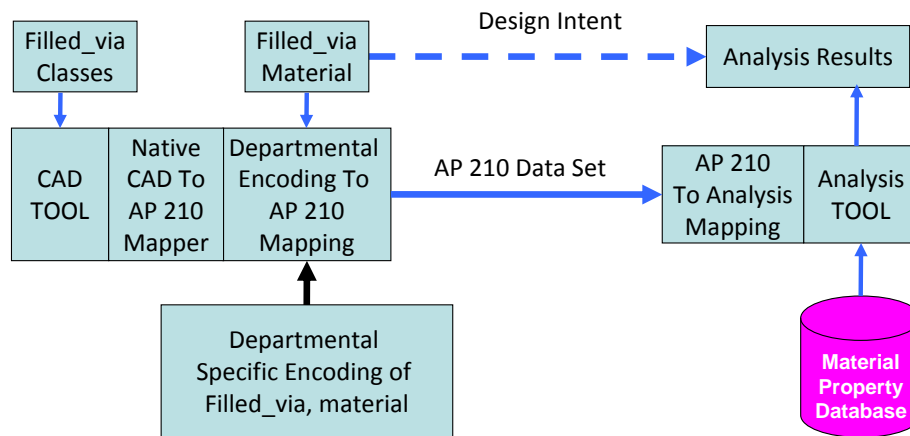 Design Intent
Filled_via
Classes
Filled_via
Material
Analysis Results
CAD
TOOL
Native
CAD To
AP 210
Mapper
Departmental
Encoding To
AP 210
Mapping
AP 210 Data Set
AP 210
To Analysis
Mapping
Analysis
TOOL
Departmental
Specific Encoding of
Filled_via, material
Material
Property
Database